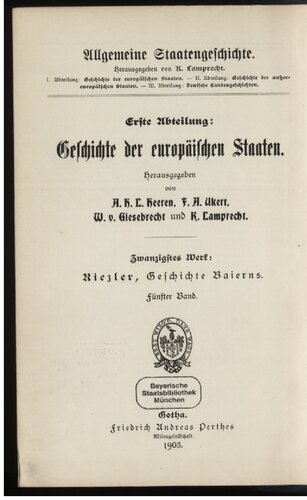 Allgemeine Staatengeschichte.
Herausgegeben von K. Lamprecht.
I. Abteilung: Geschichte der europäischen Staaten. — II. Abteilung: Geschichte der außer-
europäischen Staaten. — III. Abteilung: Deutsche Landesgeschichten.
Erste Abteilung:
Geschichte der europäischen Staaten.
Herausgegeben
von
A. H. L. Heeren, F. A. Ukert,
W. v. Giesebrecht und K. Lamprecht.
Zwanzigstes Werk:
Riezler, Geschichte Baierns.
Fünfter Band.
Bayerische
Staatsbibliothek
München
Gotha.
Friedrich Andreas Perthes
Aktiengesellschaft.
1903.